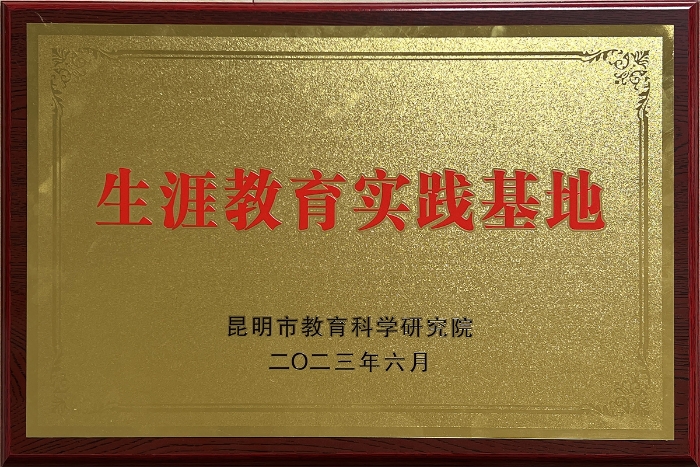 生涯教育实践基地
昆明市教育科学研究院
二〇二三年六月